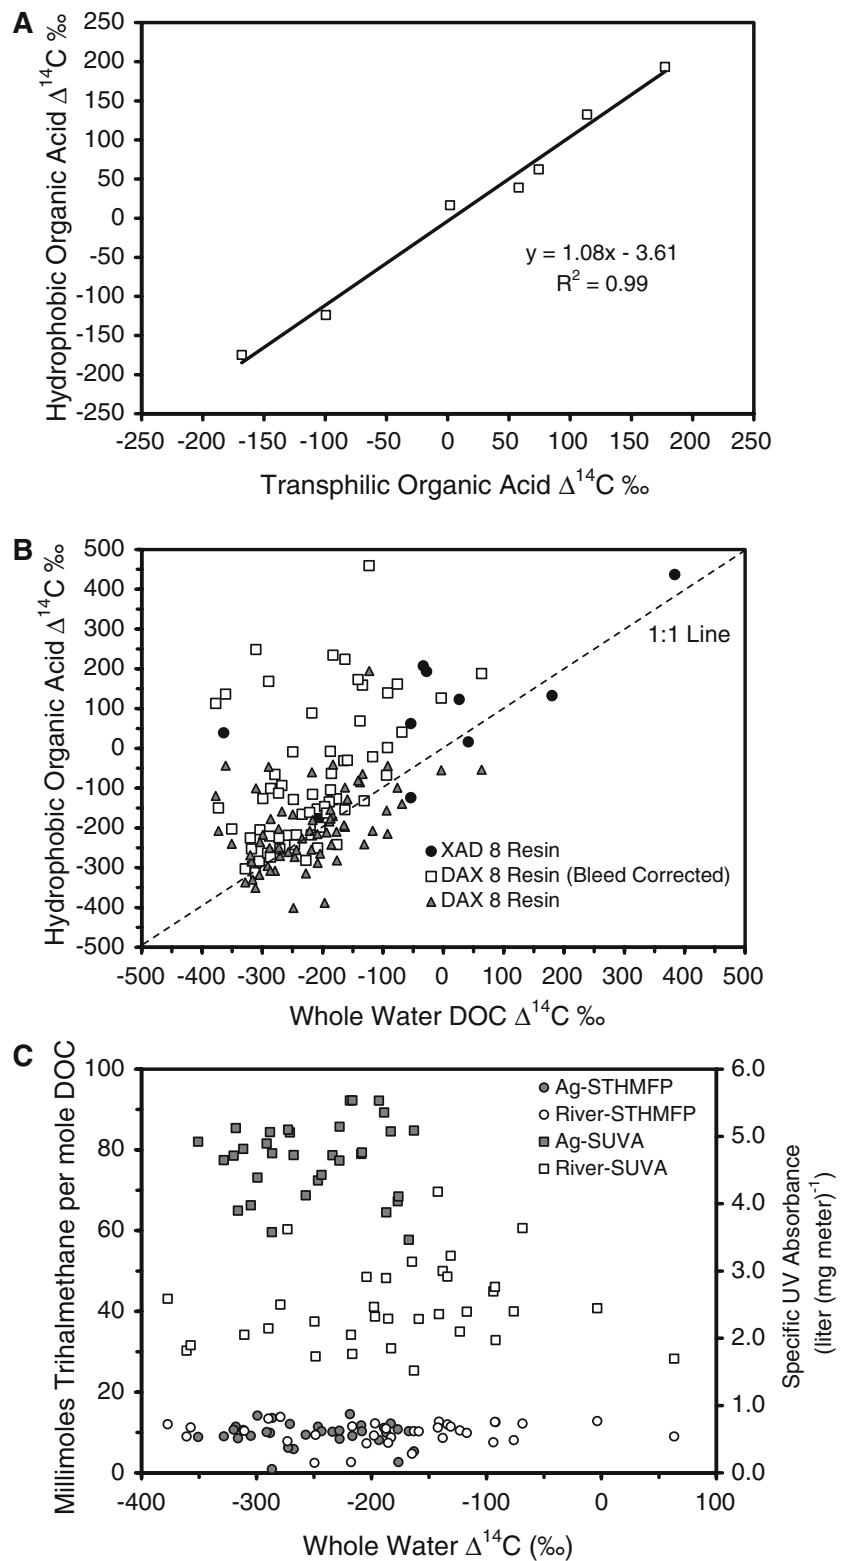 A
Hydrophobic Organic Acid Δ14C ‰
250
200
150
100
50
0
-50
-100
-150
-200
-250
y = 1.08x - 3.61
R2 = 0.99
-250 -200 -150 -100 -50 0 50 100 150 200 250
Transphilic Organic Acid Δ14C ‰
B
Hydrophobic Organic Acid Δ14C ‰
500
400
300
200
100
0
-100
-200
-300
-400
-500
1:1 Line
XAD 8 Resin
DAX 8 Resin (Bleed Corrected)
DAX 8 Resin
-500 -400 -300 -200 -100 0 100 200 300 400 500
Whole Water DOC Δ14C ‰
C
Millimoles Trihalmethane per mole DOC
100
80
60
40
20
0
Ag-STHMFP
River-STHMFP
Ag-SUVA
River-SUVA
6.0
5.0
4.0
3.0
2.0
1.0
0.0
Specific UV Absorbance
(liter (mg meter)-1)
-400 -300 -200 -100 0 100
Whole Water Δ14C (‰)